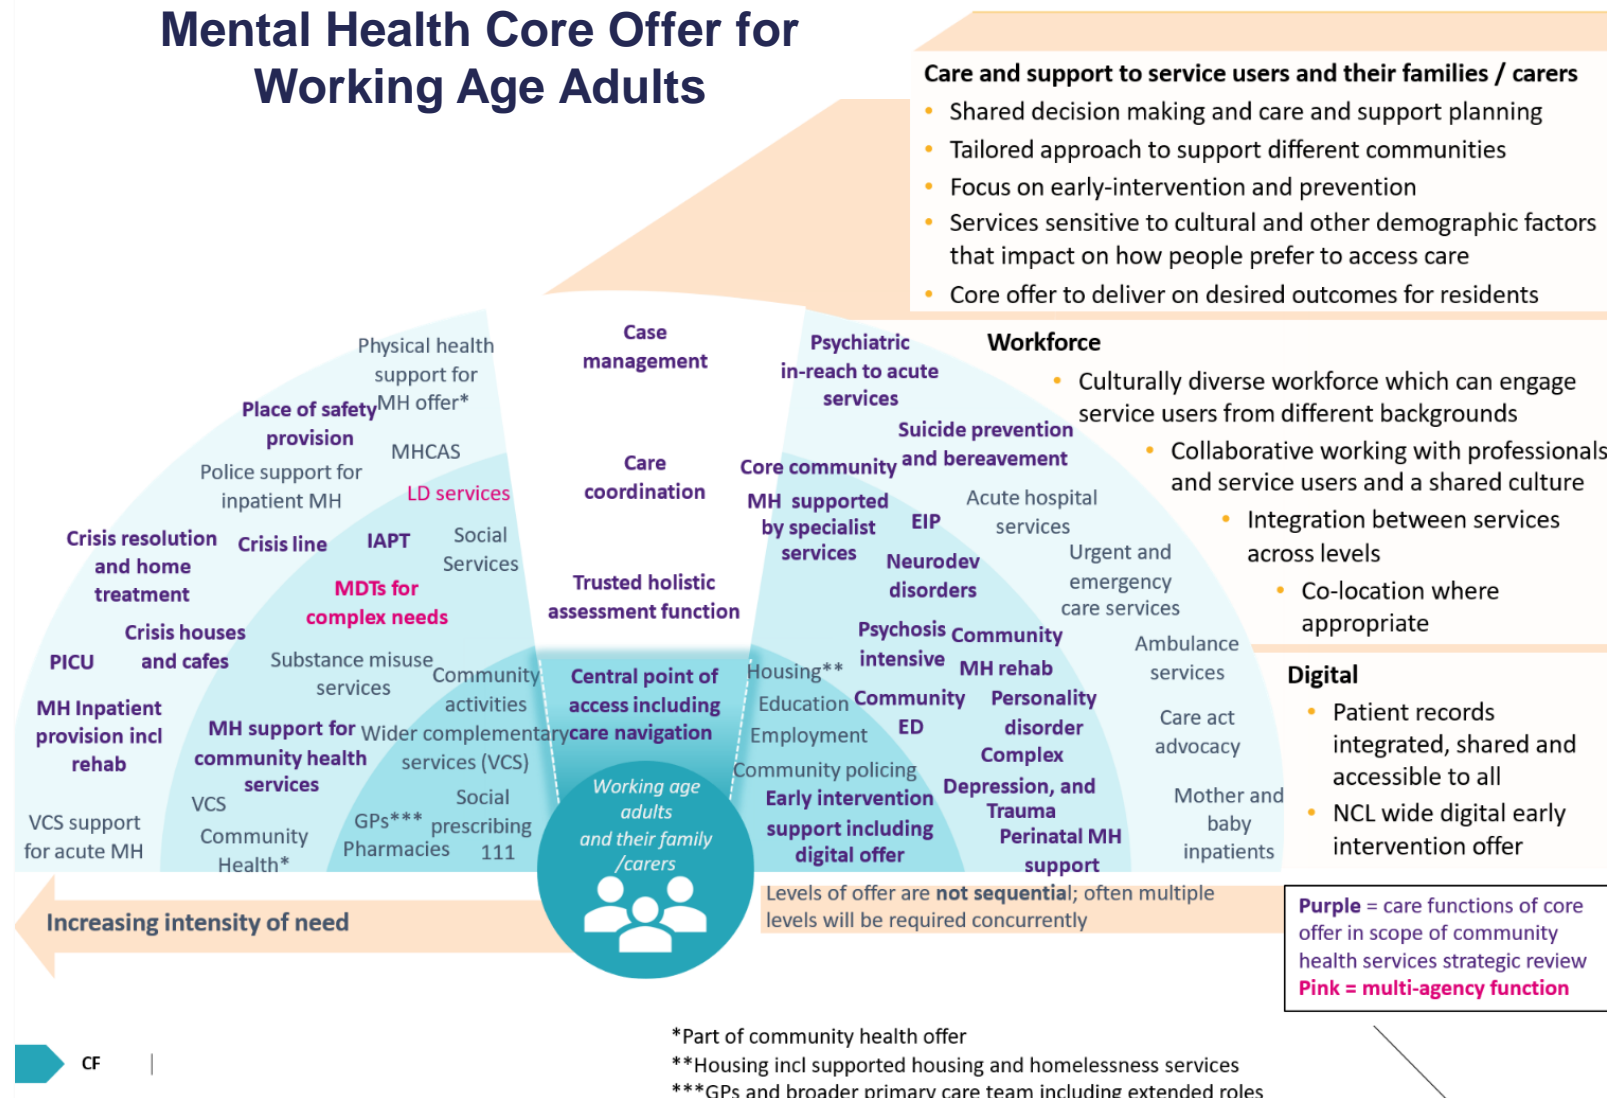 Mental Health Core Offer for
Working Age Adults
Care and support to service users and their families / carers
• Shared decision making and care and support planning
• Tailored approach to support different communities
• Focus on early-intervention and prevention
• Services sensitive to cultural and other demographic factors
that impact on how people prefer to access care
• Core offer to deliver on desired outcomes for residents
Workforce
• Culturally diverse workforce which can engage
service users from different backgrounds
• Collaborative working with professionals
and service users and a shared culture
• Integration between services
across levels
• Co-location where
appropriate
Digital
• Patient records
integrated, shared and
accessible to all
• NCL wide digital early
intervention offer
Physical health
support for
MH offer*
Place of safety
provision
MHCAS
Police support for
inpatient MH
LD services
Crisis resolution
and home
treatment
Crisis line
IAPT
Social
Services
MDTs for
complex needs
Crisis houses
and cafes
PICU
Substance misuse
services
Community
activities
MH Inpatient
provision incl
rehab
MH support for
community health
services
Wider complementary
services (VCS)
VCS
Community
Health*
VCS support
for acute MH
GPs***
Pharmacies
Social
prescribing
111
Case
management
Care
coordination
Trusted holistic
assessment function
Central point of
access including
care navigation
Working age
adults
and their family
/carers
Psychiatric
in-reach to acute
services
Suicide prevention
and bereavement
Core community
MH supported
by specialist
services
EIP
Acute hospital
services
Neurodev
disorders
Urgent and
emergency
care services
Psychosis
intensive
Community
MH rehab
Ambulance
services
Housing**
Education
Employment
Community policing
Community
ED
Personality
disorder
Care act
advocacy
Complex
Depression, and
Trauma
Early intervention
support including
digital offer
Perinatal MH
support
Mother and
baby
inpatients
Increasing intensity of need
Levels of offer are not sequential; often multiple
levels will be required concurrently
Purple = care functions of core
offer in scope of community
health services strategic review
Pink = multi-agency function
CF |
*Part of community health offer
**Housing incl supported housing and homelessness services
***GPs and broader primary care team including extended roles